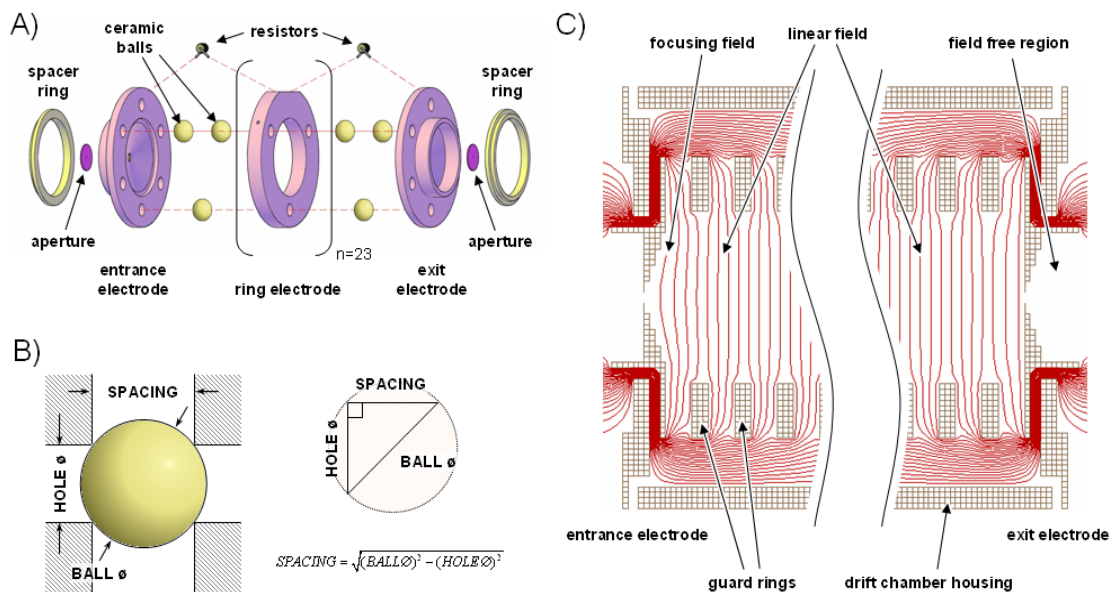 A)
ceramic
balls
resistors
spacer
ring
spacer
ring
aperture
aperture
n=23
entrance
electrode
ring electrode
exit
electrode
B)
SPACING
HOLE ø
BALL ø
SPACING
HOLE ø
BALL ø
SPACING = √(BALLØ)² − (HOLEØ)²
C)
focusing field
linear field
field free region
entrance electrode
exit electrode
guard rings
drift chamber housing